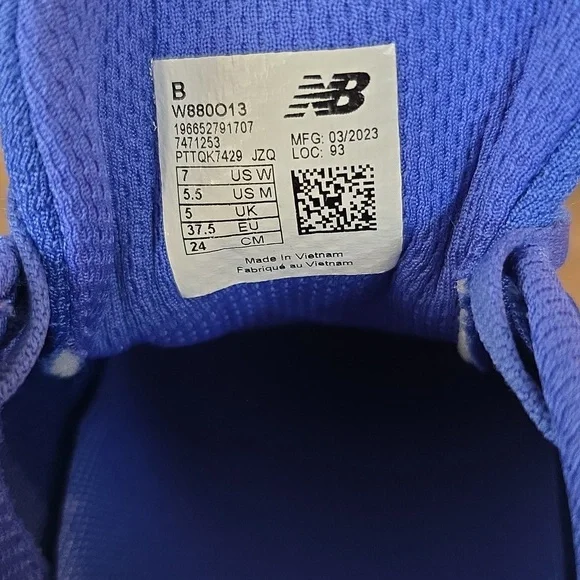 B
W880O13
196652791707
7471253
PTTQK7429 JZQ
NB
MFG: 03/2023
LOC: 93
7 US W
5.5 US M
5 UK
37.5 EU
24 CM
Made In Vietnam
Fabriqué au Vietnam